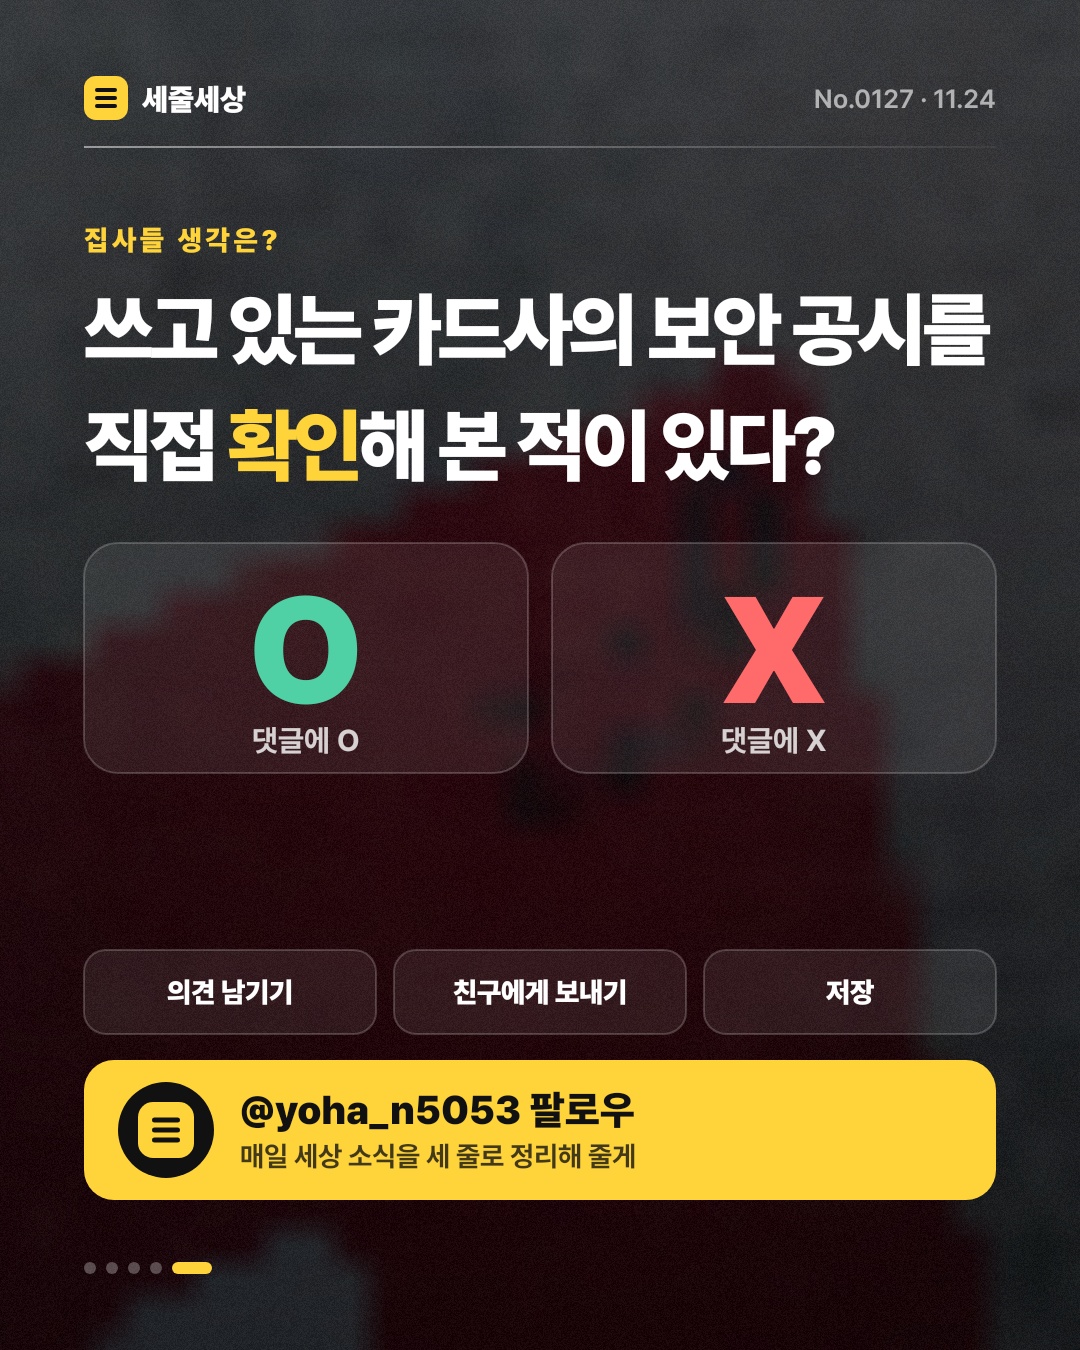 세줄세상
No.0127 · 11.24
집사들 생각은?
쓰고 있는 카드사의 보안 공시를
직접 확인해 본 적이 있다?
O
X
댓글에 O
댓글에 X
의견 남기기
친구에게 보내기
저장
@yoha_n5053 팔로우
매일 세상 소식을 세 줄로 정리해 줄게